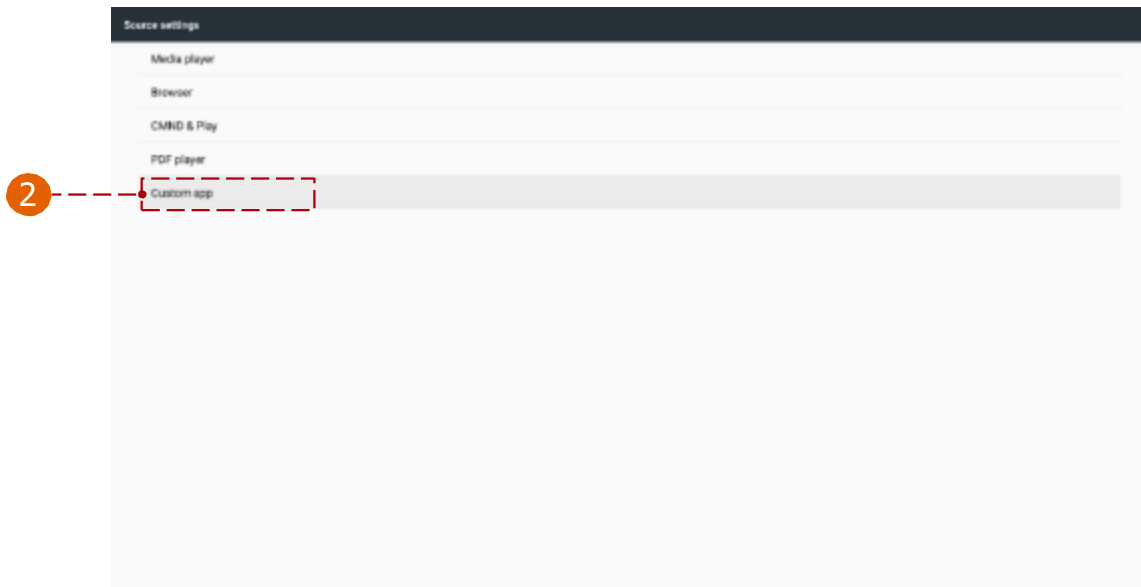 Source settings
Media player
Browser
CMND & Play
PDF player
2
Custom app